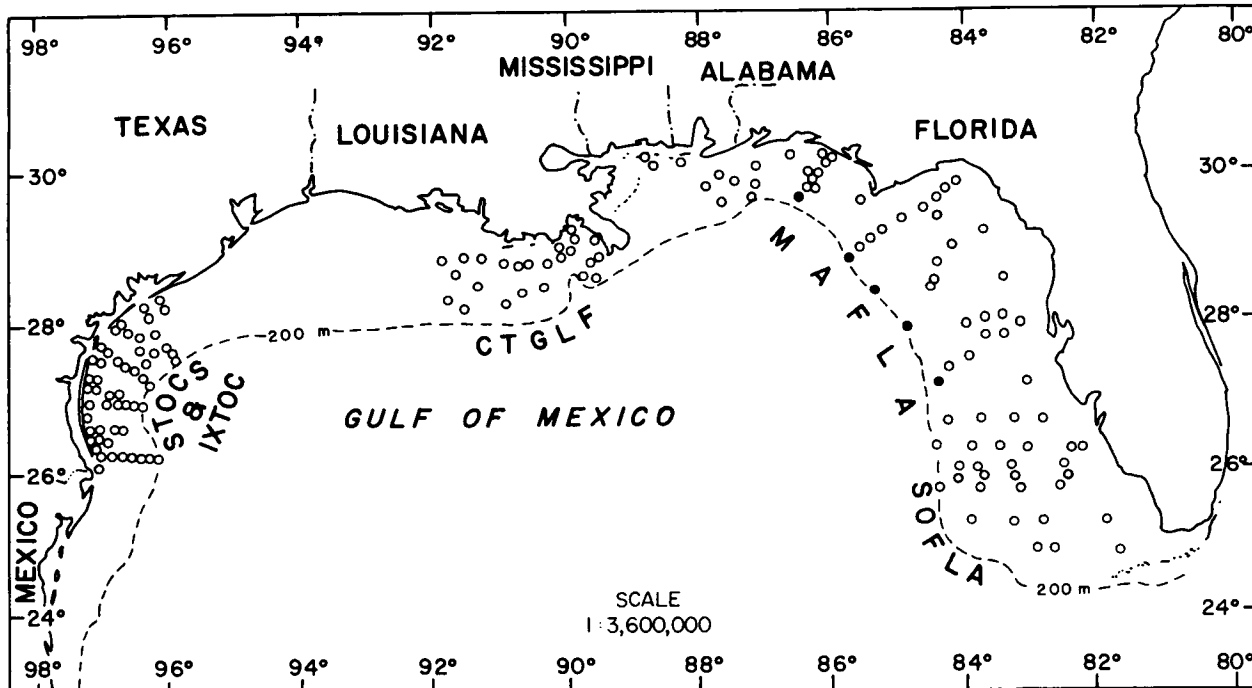 98° 96° 94° 92° 90° 88° 86° 84° 82° 80°
MISSISSIPPI ALABAMA
TEXAS LOUISIANA FLORIDA
30° 30°
MAFLA
28° 200 m CTGLF 28°
STOCS
&
IXTOC
GULF OF MEXICO
26° 26°
SOFLA
MEXICO
200 m
24° 24°
SCALE
1:3,600,000
98° 96° 94° 92° 90° 88° 86° 84° 82° 80°